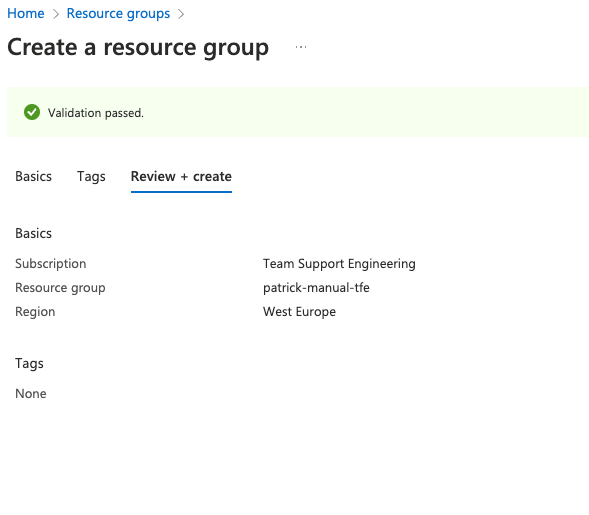 Home > Resource groups >
Create a resource group ...
Validation passed.
Basics Tags Review + create
Basics
Subscription Team Support Engineering
Resource group patrick-manual-tfe
Region West Europe
Tags
None